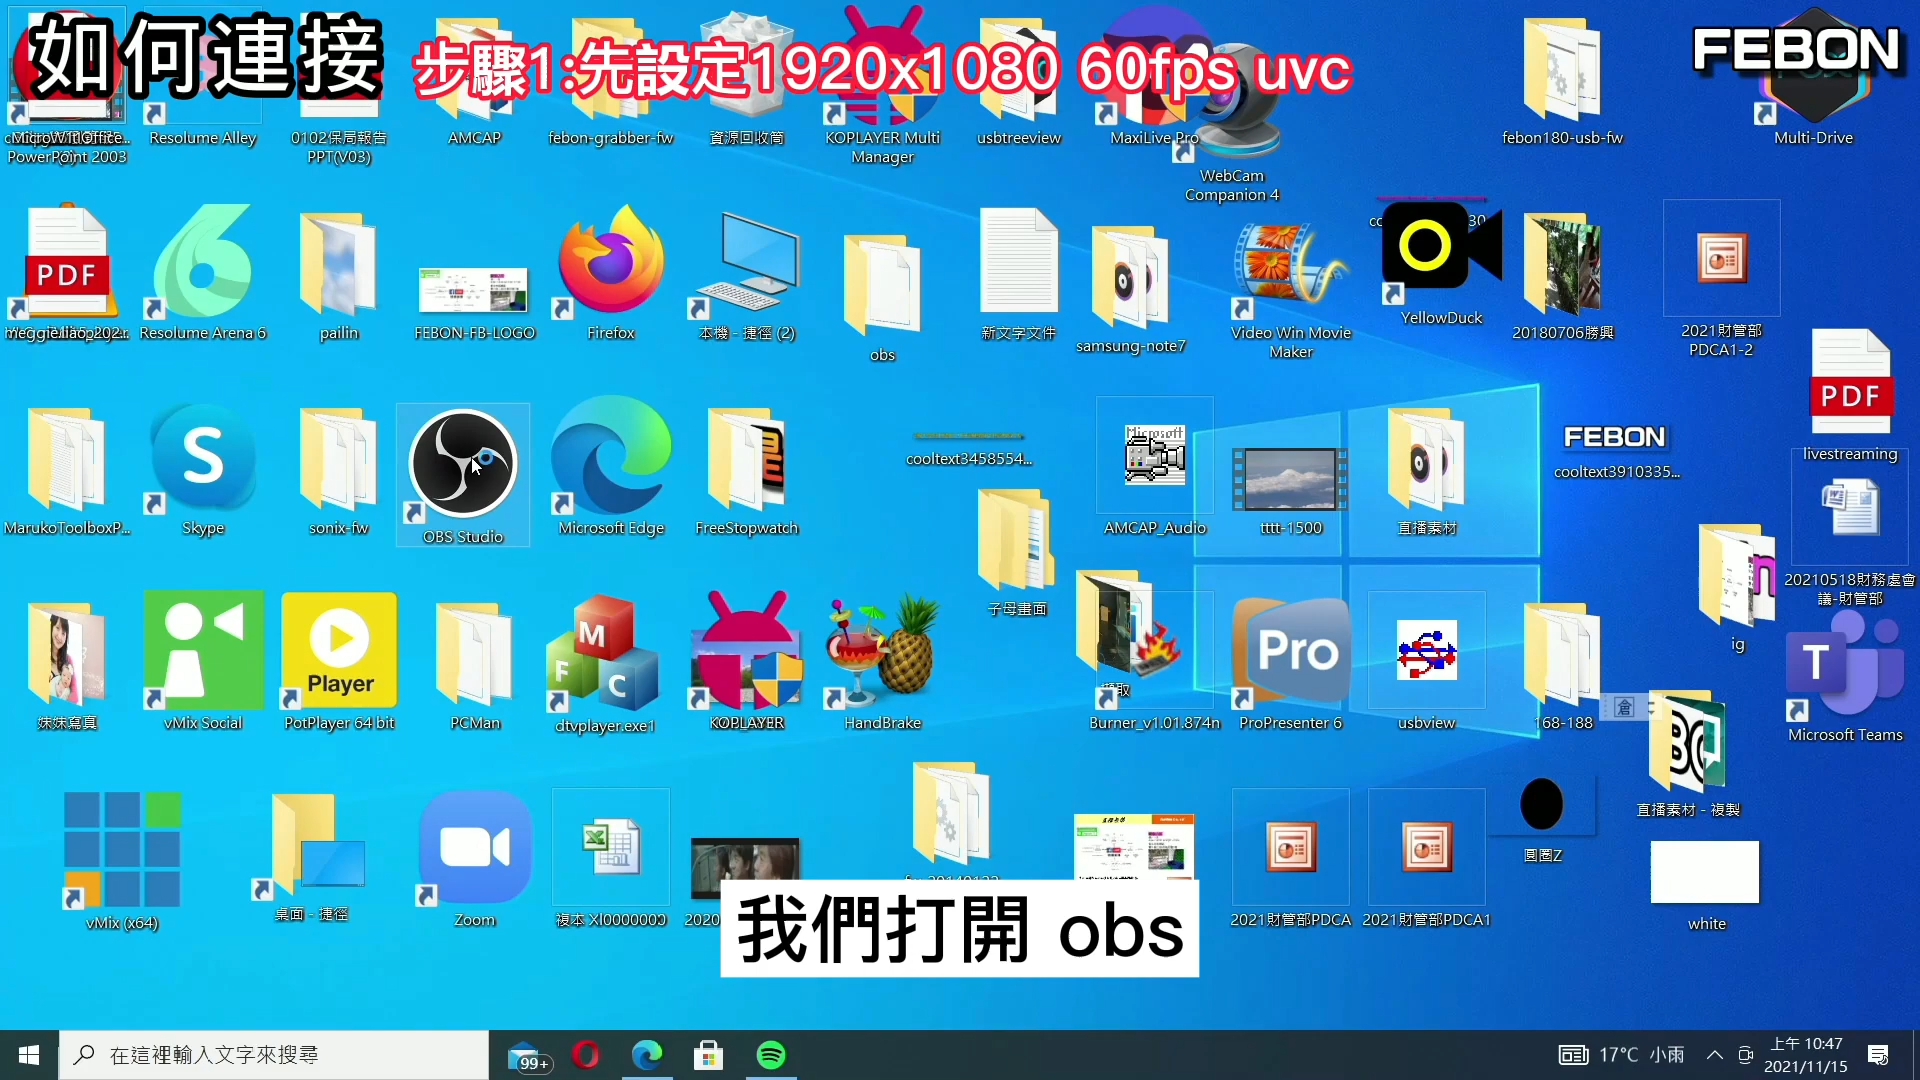 如何連接
步驟1:先設定1920x1080 60fps uvc
FEBON
PowerPoint 2003
Resolume Alley
0102保局報告
PPT(V03)
AMCAP
febon-grabber-fw
資源回收筒
KOPLAYER Multi
Manager
usbtreeview
MaxiLive Pro
WebCam
Companion 4
febon180-usb-fw
Multi-Drive
PDF
Resolume Arena 6
pailin
FEBON-FB-LOGO
Firefox
本機 - 捷徑 (2)
obs
新文字文件
samsung-note7
Video Win Movie
Maker
YellowDuck
20180706勝興
2021財管部
PDCA1-2
PDF
livestreaming
MarukoToolboxP...
S
Skype
sonix-fw
OBS Studio
Microsoft Edge
FreeStopwatch
cooltext3458554...
Microsoft
AMCAP_Audio
tttt-1500
直播素材
FEBON
cooltext3910335...
子母畫面
20210518財務處會
議-財管部
ig
妹妹寫真
vMix Social
Player
PotPlayer 64 bit
PCMan
M
F
C
dtvplayer.exe1
KOPLAYER
HandBrake
Burner_v1.01.874n
Pro
ProPresenter 6
usbview
168-188
倉
T
Microsoft Teams
直播素材 - 複製
vMix (x64)
桌面 - 捷徑
Zoom
複本 Xl0000000
2020
2021財管部PDCA
2021財管部PDCA1
圓圈Z
white
我們打開 obs
在這裡輸入文字來搜尋
99+
17°C 小雨
上午 10:47
2021/11/15